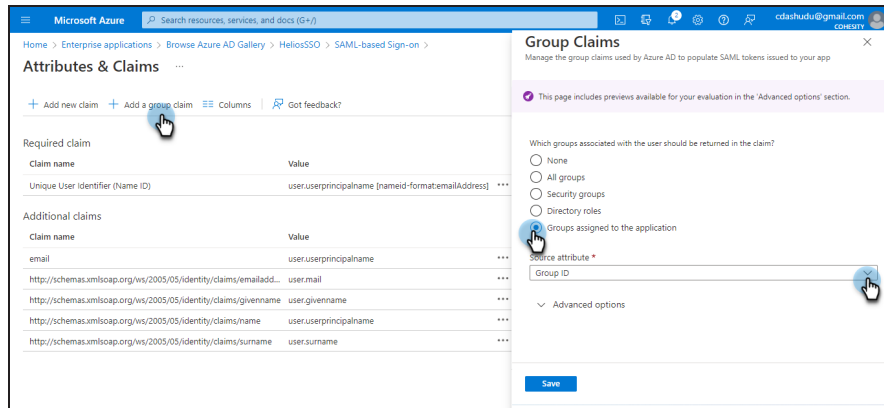 Microsoft Azure
Search resources, services, and docs (G+/)
2
cdashudu@gmail.com
COHESITY
Home > Enterprise applications > Browse Azure AD Gallery > HeliosSSO > SAML-based Sign-on >
Attributes & Claims ...
+ Add new claim + Add a group claim Columns Got feedback?
Required claim
Claim name Value
Unique User Identifier (Name ID) user.userprincipalname [nameid-format:emailAddress] ...
Additional claims
Claim name Value
email user.userprincipalname ...
http://schemas.xmlsoap.org/ws/2005/05/identity/claims/emailadd... user.mail ...
http://schemas.xmlsoap.org/ws/2005/05/identity/claims/givenname user.givenname ...
http://schemas.xmlsoap.org/ws/2005/05/identity/claims/name user.userprincipalname ...
http://schemas.xmlsoap.org/ws/2005/05/identity/claims/surname user.surname ...
Group Claims
Manage the group claims used by Azure AD to populate SAML tokens issued to your app
This page includes previews available for your evaluation in the 'Advanced options' section.
Which groups associated with the user should be returned in the claim?
None
All groups
Security groups
Directory roles
Groups assigned to the application
Source attribute *
Group ID
Advanced options
Save